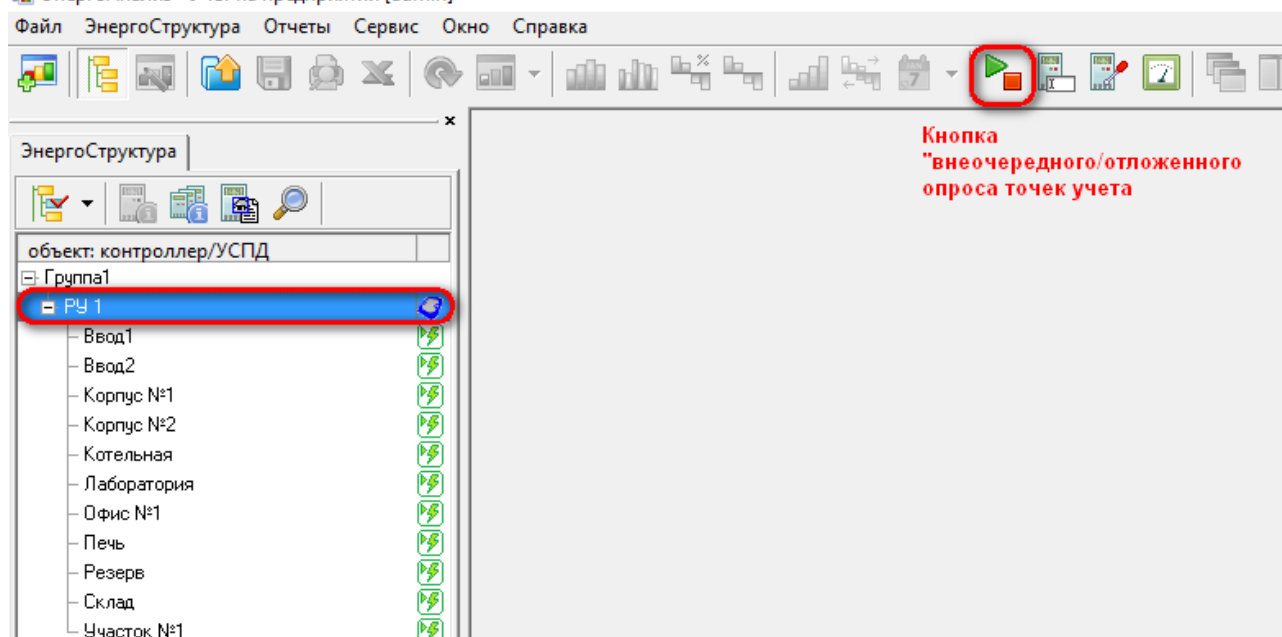 Файл ЭнергоСтруктура Отчеты Сервис Окно Справка
7
Кнопка
"внеочередного/отложенного
опроса точек учета
ЭнергоСтруктура
объект: контроллер/УСПД
Группа1
РУ 1
Ввод1
Ввод2
Корпус №1
Корпус №2
Котельная
Лаборатория
Офис №1
Печь
Резерв
Склад
Участок №1